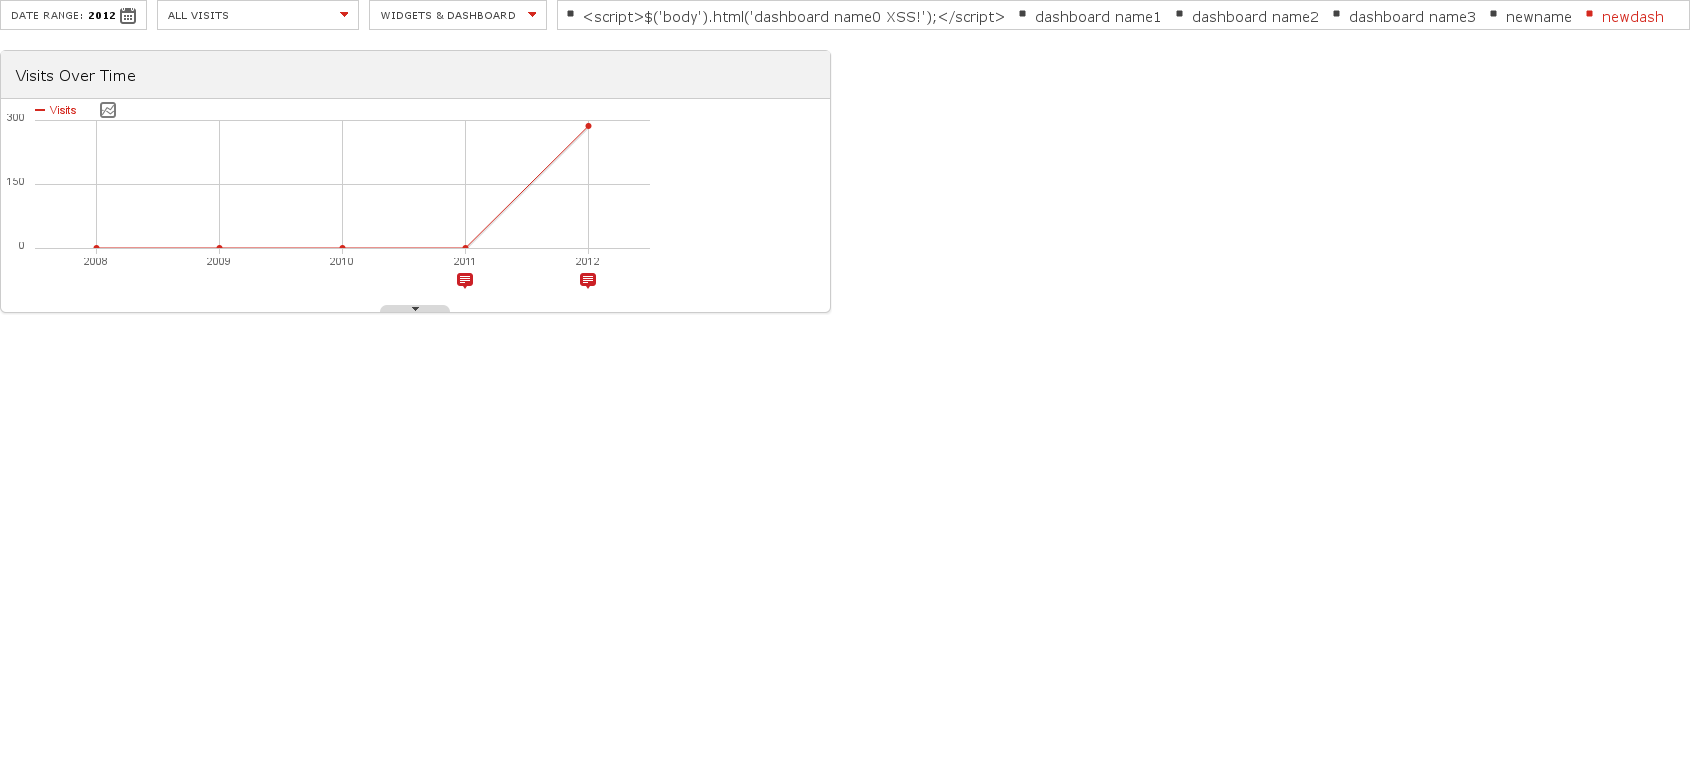 DATE RANGE: 2012 ALL VISITS WIDGETS & DASHBOARD <script>$('body').html('dashboard name0 XSS!');</script> dashboard name1 dashboard name2 dashboard name3 newname newdash
Visits Over Time
Visits
300
150
0
2008 2009 2010 2011 2012